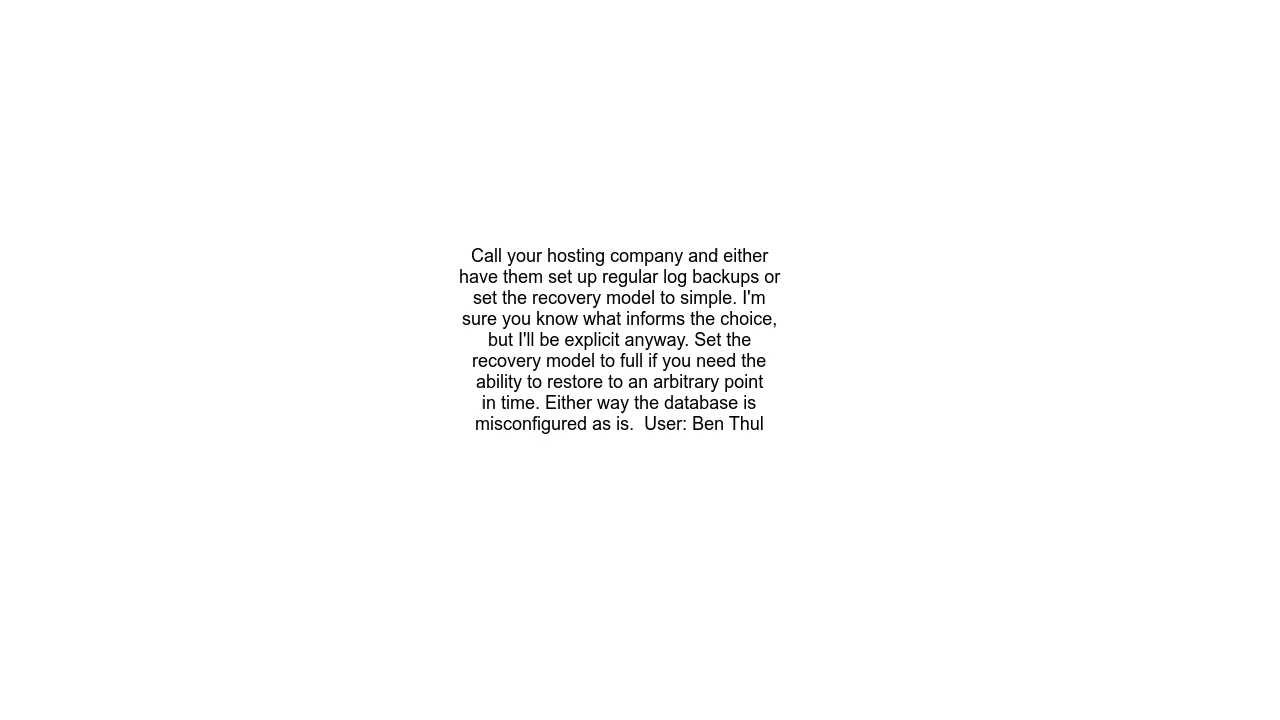 Call your hosting company and either
have them set up regular log backups or
set the recovery model to simple. I'm
sure you know what informs the choice,
but I'll be explicit anyway. Set the
recovery model to full if you need the
ability to restore to an arbitrary point
in time. Either way the database is
misconfigured as is.  User: Ben Thul